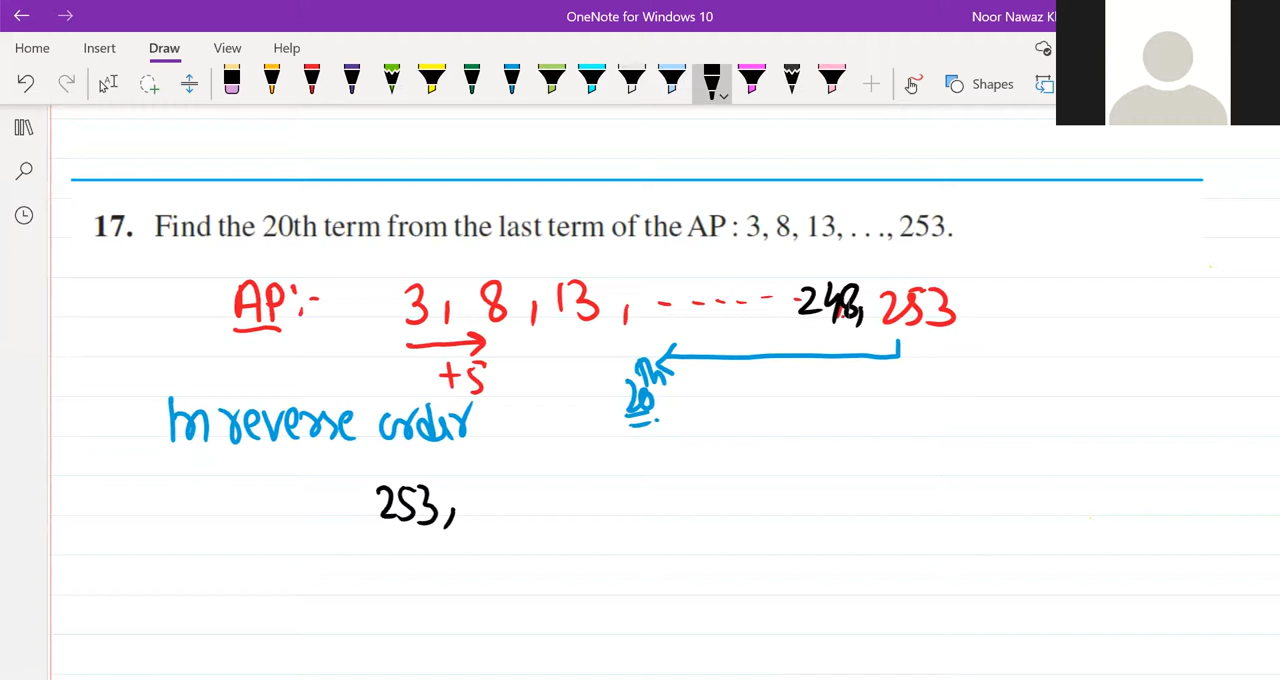 OneNote for Windows 10
Noor Nawaz Kh
Home Insert Draw View Help
Shapes
17. Find the 20th term from the last term of the AP : 3, 8, 13, . . ., 253.
AP:- 3, 8, 13, ------- 248, 253
+5
20th.
In reverse order
253,